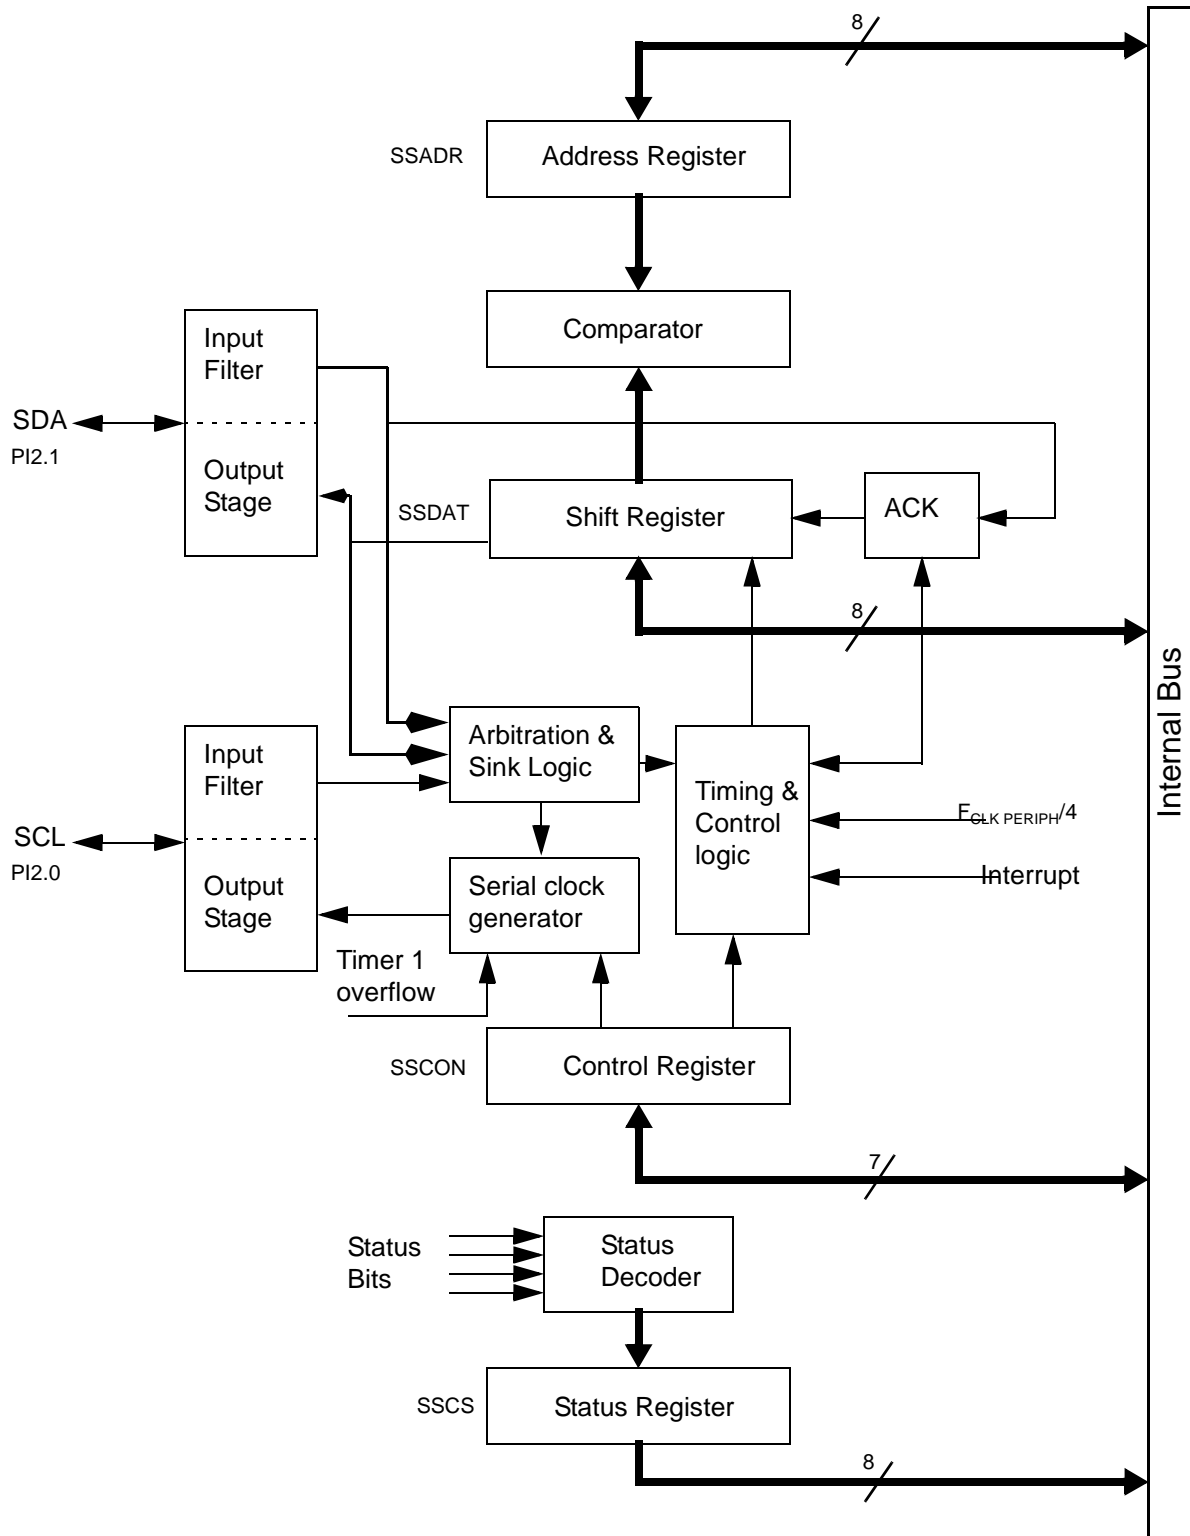 8
SSADR
Address Register
Comparator
Input
Filter
SDA
PI2.1
Output
Stage
SSDAT
Shift Register
ACK
8
Internal Bus
Input
Filter
Arbitration &
Sink Logic
Timing &
Control
logic
FCLK PERIPH/4
SCL
PI2.0
Output
Stage
Serial clock
generator
Interrupt
Timer 1
overflow
SSCON
Control Register
7
Status
Bits
Status
Decoder
SSCS
Status Register
8